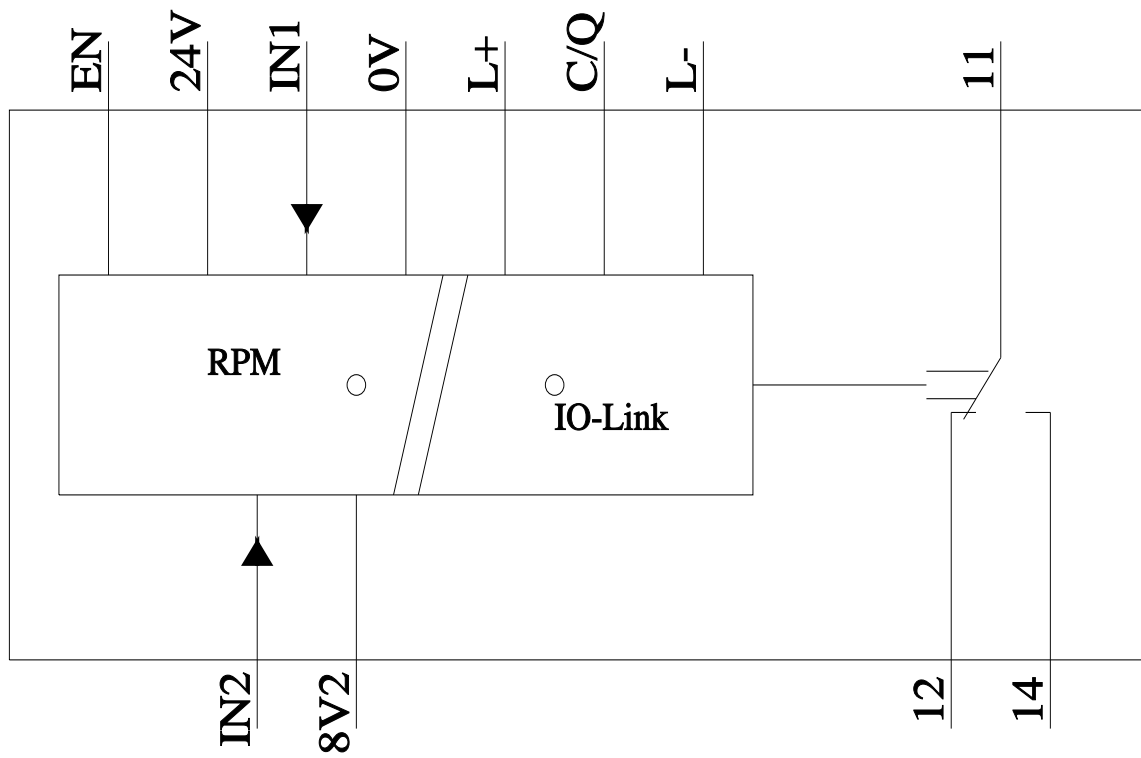 EN
24V
IN1
0V
L+
C/Q
L-
11
RPM
IO-Link
IN2
8V2
12
14